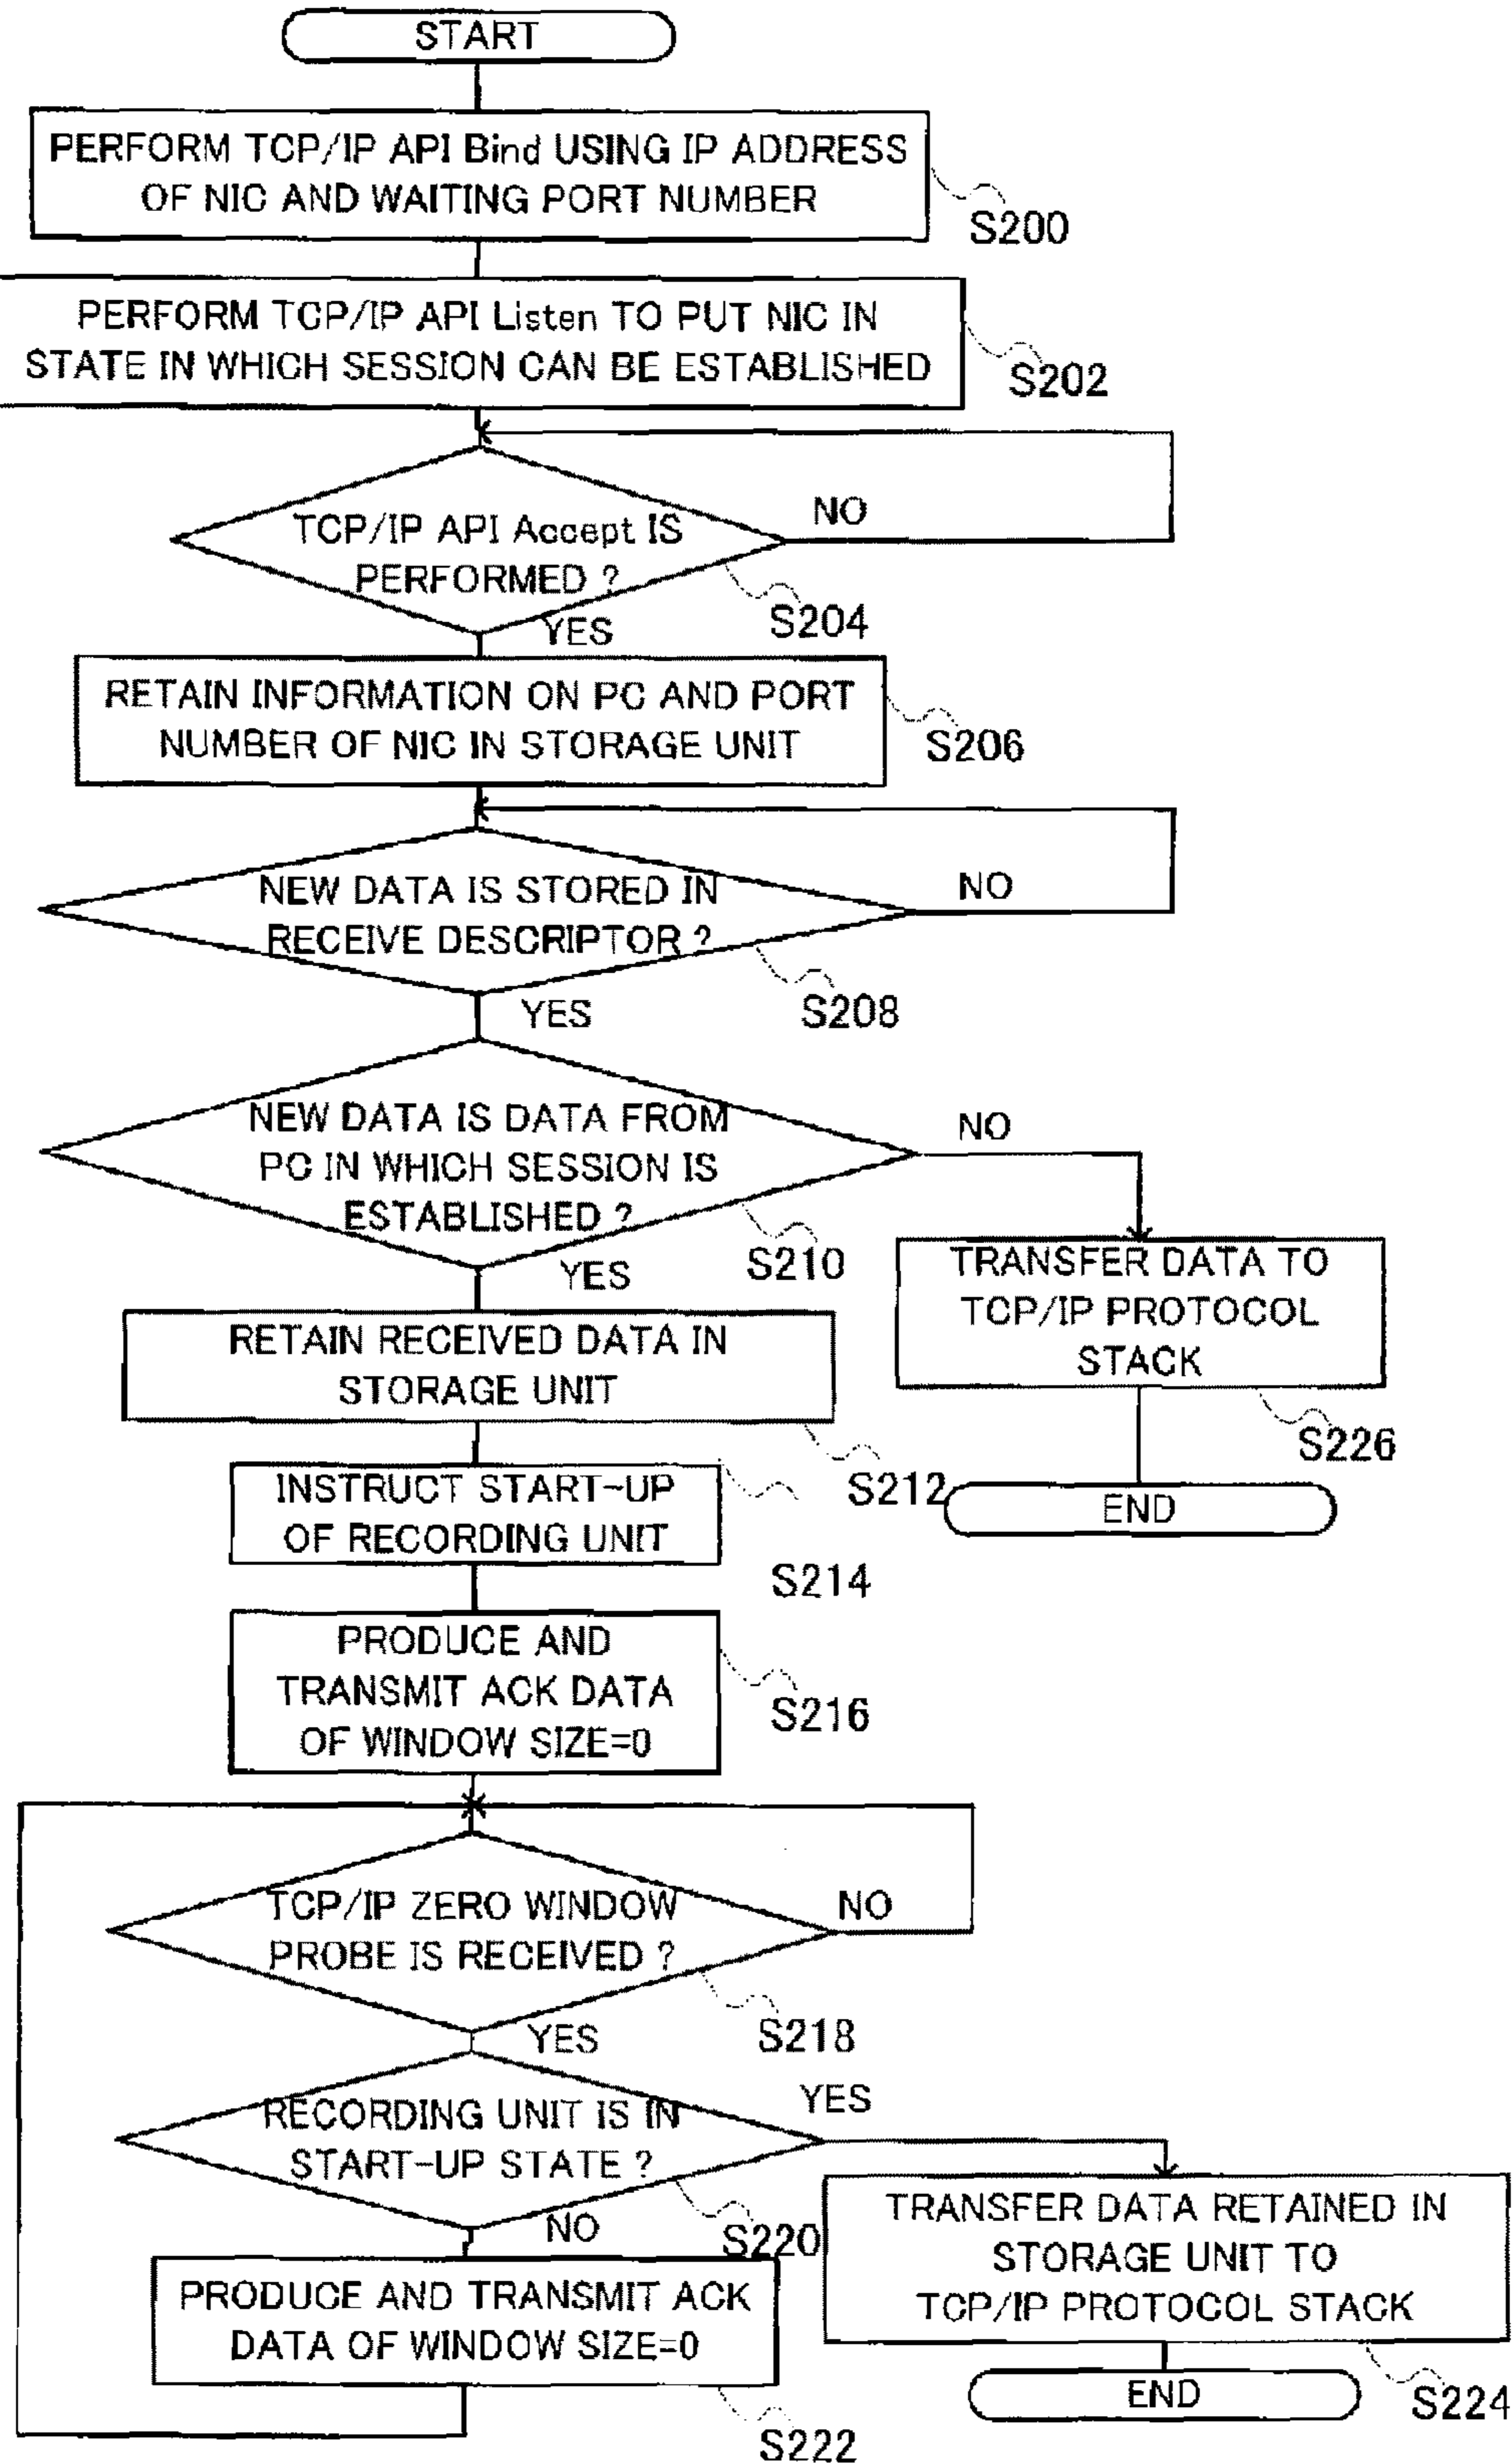 START
PERFORM TCP/IP API Bind USING IP ADDRESS
OF NIC AND WAITING PORT NUMBER
S200
PERFORM TCP/IP API Listen TO PUT NIC IN
STATE IN WHICH SESSION CAN BE ESTABLISHED
S202
TCP/IP API Accept IS
PERFORMED ?
NO
S204
YES
RETAIN INFORMATION ON PC AND PORT
NUMBER OF NIC IN STORAGE UNIT
S206
NEW DATA IS STORED IN
RECEIVE DESCRIPTOR ?
NO
S208
YES
NEW DATA IS DATA FROM
PC IN WHICH SESSION IS
ESTABLISHED ?
NO
S210
YES
TRANSFER DATA TO
TCP/IP PROTOCOL
STACK
S226
END
RETAIN RECEIVED DATA IN
STORAGE UNIT
S212
INSTRUCT START-UP
OF RECORDING UNIT
S214
PRODUCE AND
TRANSMIT ACK DATA
OF WINDOW SIZE=0
S216
TCP/IP ZERO WINDOW
PROBE IS RECEIVED ?
NO
S218
YES
RECORDING UNIT IS IN
START-UP STATE ?
YES
S220
NO
PRODUCE AND TRANSMIT ACK
DATA OF WINDOW SIZE=0
S222
TRANSFER DATA RETAINED IN
STORAGE UNIT TO
TCP/IP PROTOCOL STACK
S224
END